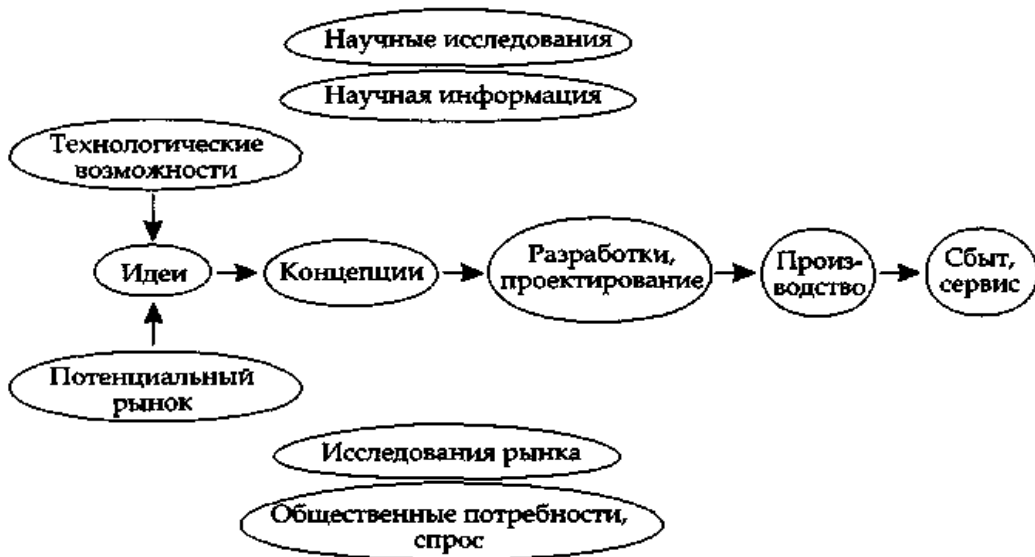 Научные исследования
Научная информация
Технологические
возможности
Идеи
Концепции
Разработки,
проектирование
Произ-
водство
Сбыт,
сервис
Потенциальный
рынок
Исследования рынка
Общественные потребности,
спрос